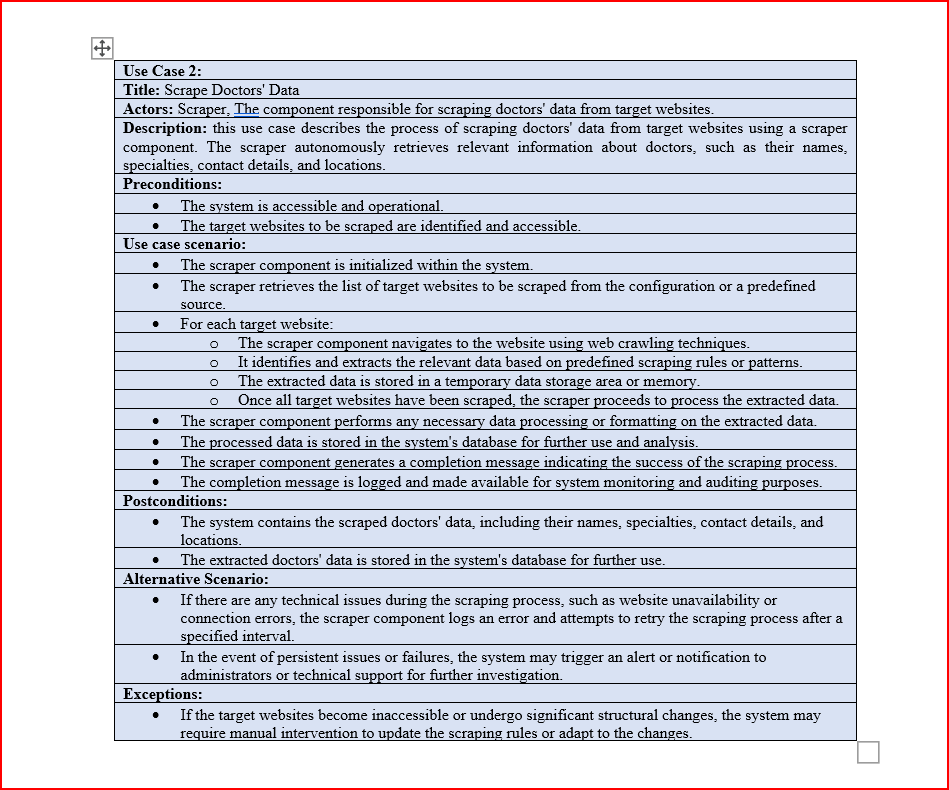 Use Case 2:
Title: Scrape Doctors' Data
Actors: Scraper, The component responsible for scraping doctors' data from target websites.
Description: this use case describes the process of scraping doctors' data from target websites using a scraper
component. The scraper autonomously retrieves relevant information about doctors, such as their names,
specialties, contact details, and locations.
Preconditions:
• The system is accessible and operational.
• The target websites to be scraped are identified and accessible.
Use case scenario:
• The scraper component is initialized within the system.
• The scraper retrieves the list of target websites to be scraped from the configuration or a predefined
source.
• For each target website:
o The scraper component navigates to the website using web crawling techniques.
o It identifies and extracts the relevant data based on predefined scraping rules or patterns.
o The extracted data is stored in a temporary data storage area or memory.
o Once all target websites have been scraped, the scraper proceeds to process the extracted data.
• The scraper component performs any necessary data processing or formatting on the extracted data.
• The processed data is stored in the system's database for further use and analysis.
• The scraper component generates a completion message indicating the success of the scraping process.
• The completion message is logged and made available for system monitoring and auditing purposes.
Postconditions:
• The system contains the scraped doctors' data, including their names, specialties, contact details, and
locations.
• The extracted doctors' data is stored in the system's database for further use.
Alternative Scenario:
• If there are any technical issues during the scraping process, such as website unavailability or
connection errors, the scraper component logs an error and attempts to retry the scraping process after a
specified interval.
• In the event of persistent issues or failures, the system may trigger an alert or notification to
administrators or technical support for further investigation.
Exceptions:
• If the target websites become inaccessible or undergo significant structural changes, the system may
require manual intervention to update the scraping rules or adapt to the changes.